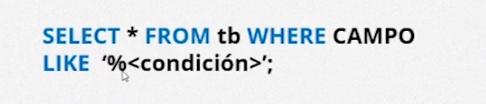 SELECT * FROM tb WHERE CAMPO
LIKE ‘%<condición>’;